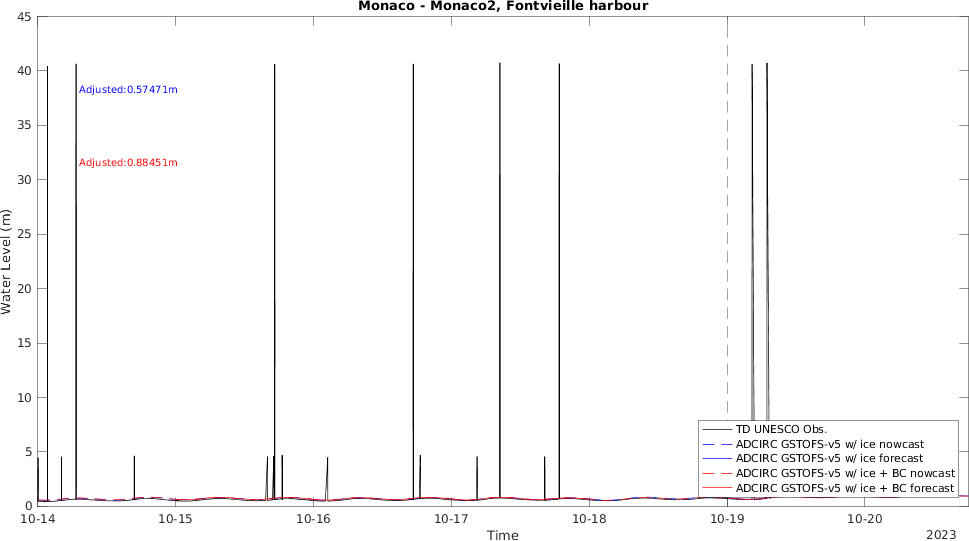 Monaco - Monaco2, Fontvieille harbour
45
40
35
30
25
20
15
10
5
0
Water Level (m)
Adjusted:0.57471m
Adjusted:0.88451m
TD UNESCO Obs.
ADCIRC GSTOFS-v5 w/ ice nowcast
ADCIRC GSTOFS-v5 w/ ice forecast
ADCIRC GSTOFS-v5 w/ ice + BC nowcast
ADCIRC GSTOFS-v5 w/ ice + BC forecast
10-14 10-15 10-16 10-17 10-18 10-19 10-20
Time
2023